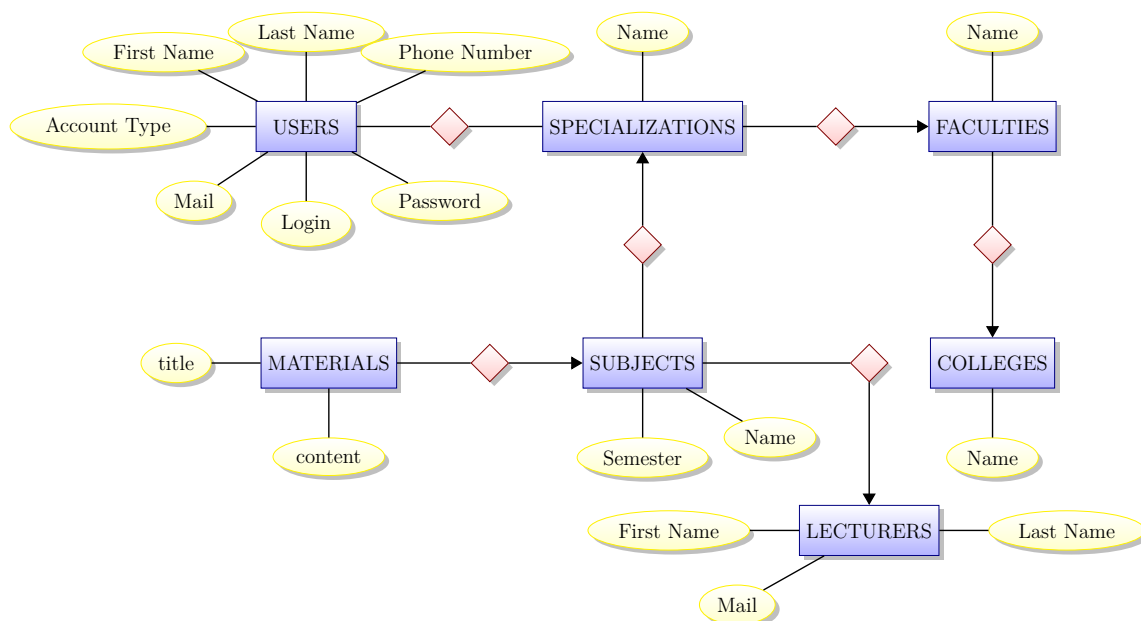 Last Name
Name
Name
First Name
Phone Number
Account Type
USERS
SPECIALIZATIONS
FACULTIES
Mail
Password
Login
title
MATERIALS
SUBJECTS
COLLEGES
Name
content
Semester
Name
First Name
LECTURERS
Last Name
Mail